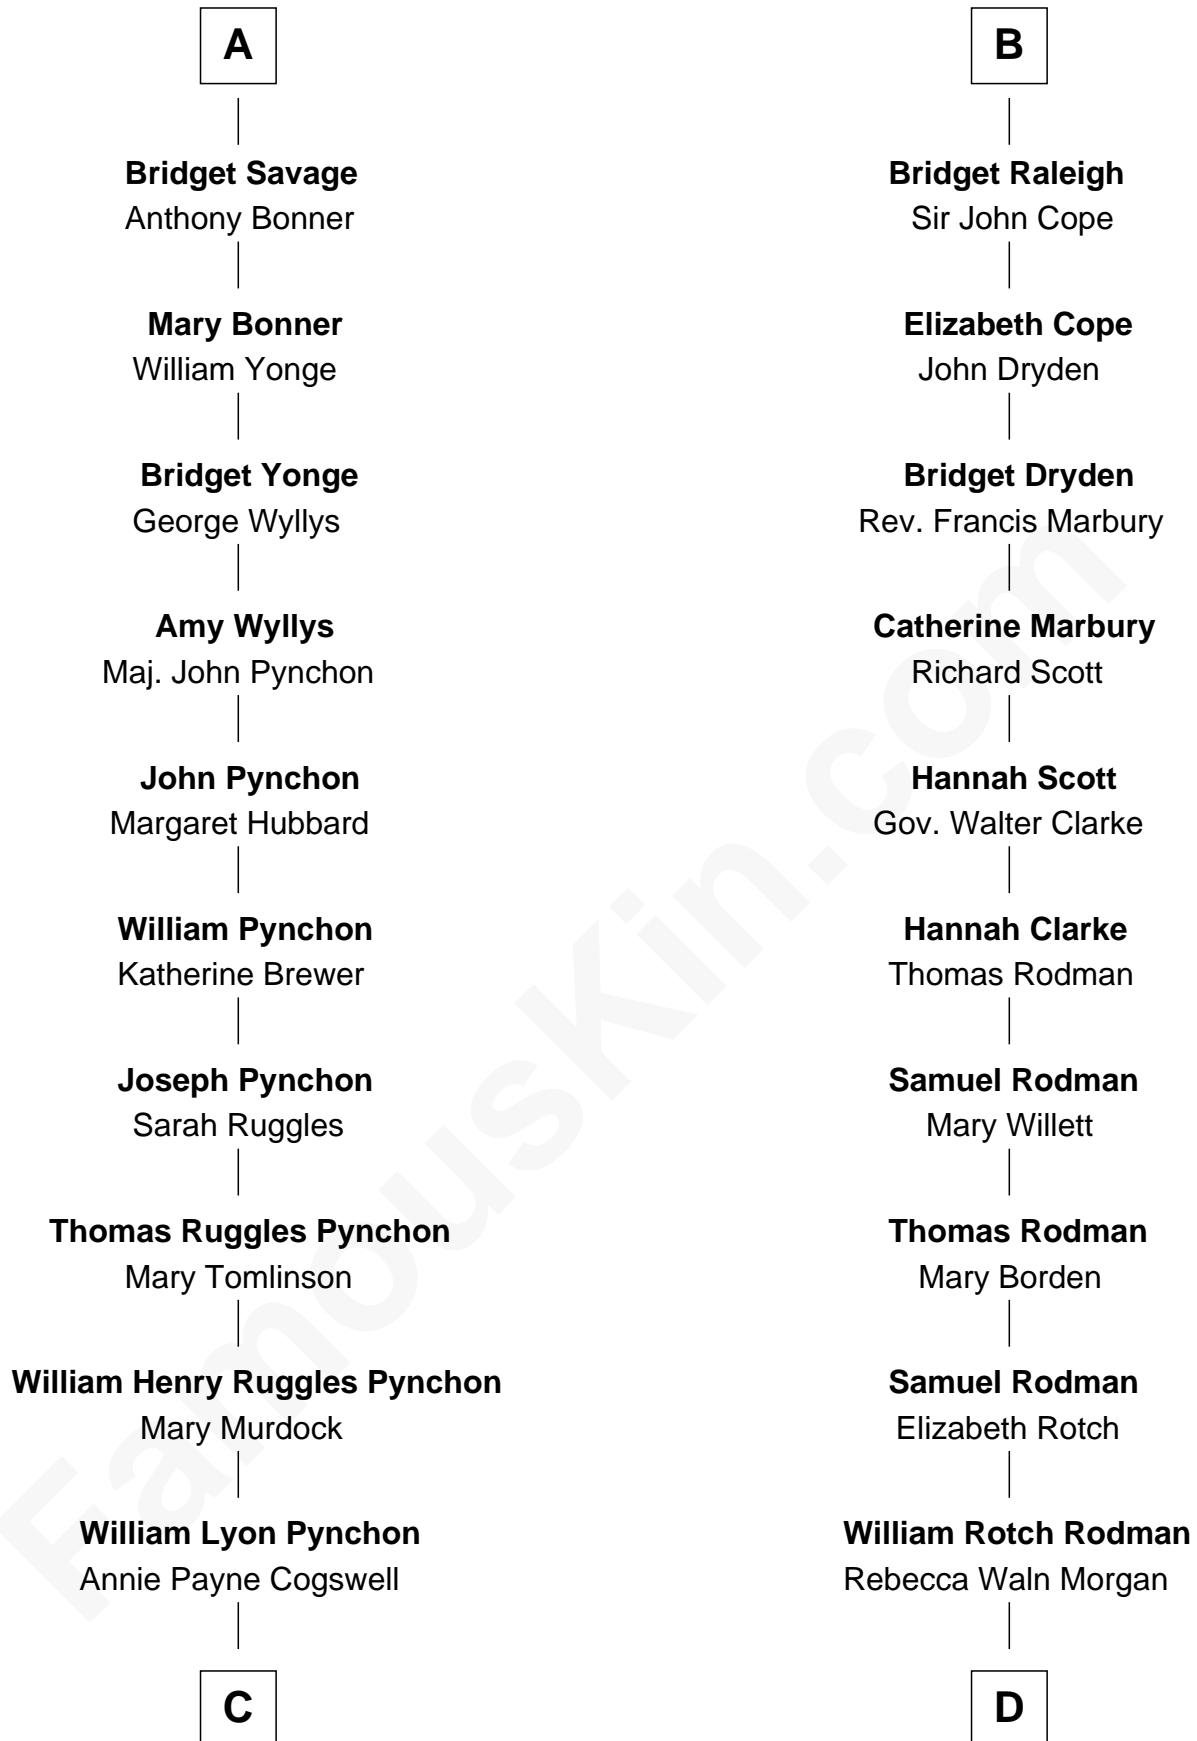 A
Bridget Savage
Anthony Bonner
Mary Bonner
William Yonge
Bridget Yonge
George Wyllys
Amy Wyllys
Maj. John Pynchon
John Pynchon
Margaret Hubbard
William Pynchon
Katherine Brewer
Joseph Pynchon
Sarah Ruggles
Thomas Ruggles Pynchon
Mary Tomlinson
William Henry Ruggles Pynchon
Mary Murdock
William Lyon Pynchon
Annie Payne Cogswell
C
B
Bridget Raleigh
Sir John Cope
Elizabeth Cope
John Dryden
Bridget Dryden
Rev. Francis Marbury
Catherine Marbury
Richard Scott
Hannah Scott
Gov. Walter Clarke
Hannah Clarke
Thomas Rodman
Samuel Rodman
Mary Willett
Thomas Rodman
Mary Borden
Samuel Rodman
Elizabeth Rotch
William Rotch Rodman
Rebecca Waln Morgan
D
FamousKin.com